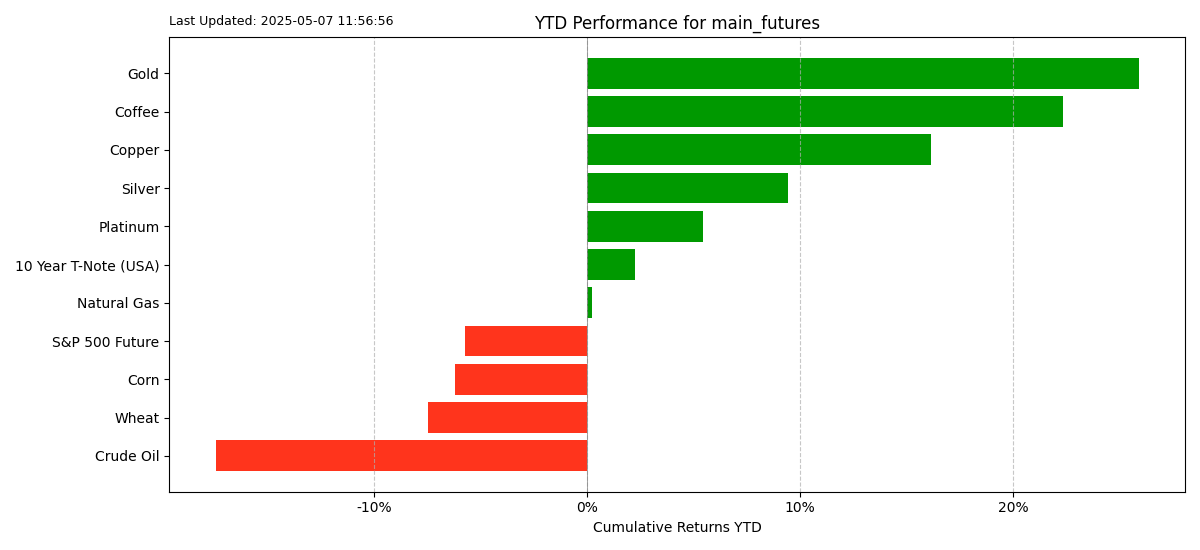 Last Updated: 2025-05-07 11:56:56
YTD Performance for main_futures
Gold
Coffee
Copper
Silver
Platinum
10 Year T-Note (USA)
Natural Gas
S&P 500 Future
Corn
Wheat
Crude Oil
-10%
0%
10%
20%
Cumulative Returns YTD